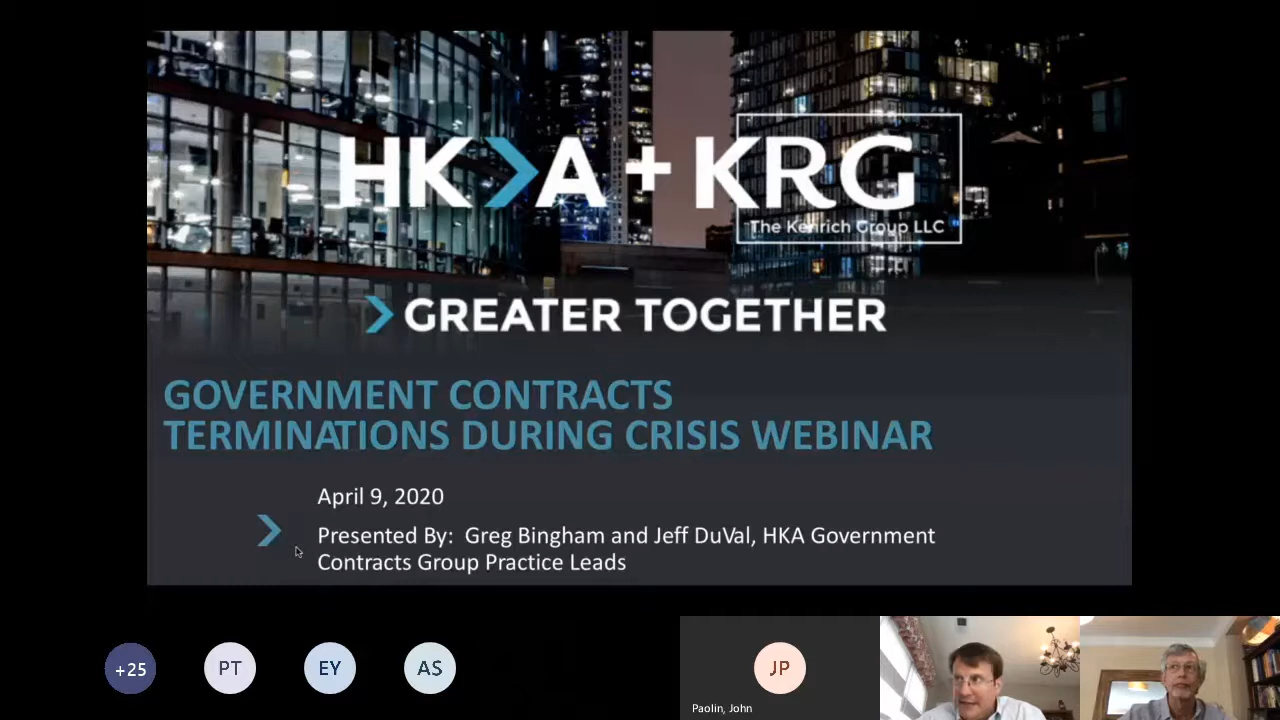 HKA + KRG
The Kenrich Group LLC
GREATER TOGETHER
GOVERNMENT CONTRACTS
TERMINATIONS DURING CRISIS WEBINAR
April 9, 2020
Presented By: Greg Bingham and Jeff DuVal, HKA Government
Contracts Group Practice Leads
+25
PT
EY
AS
JP
Paolin, John